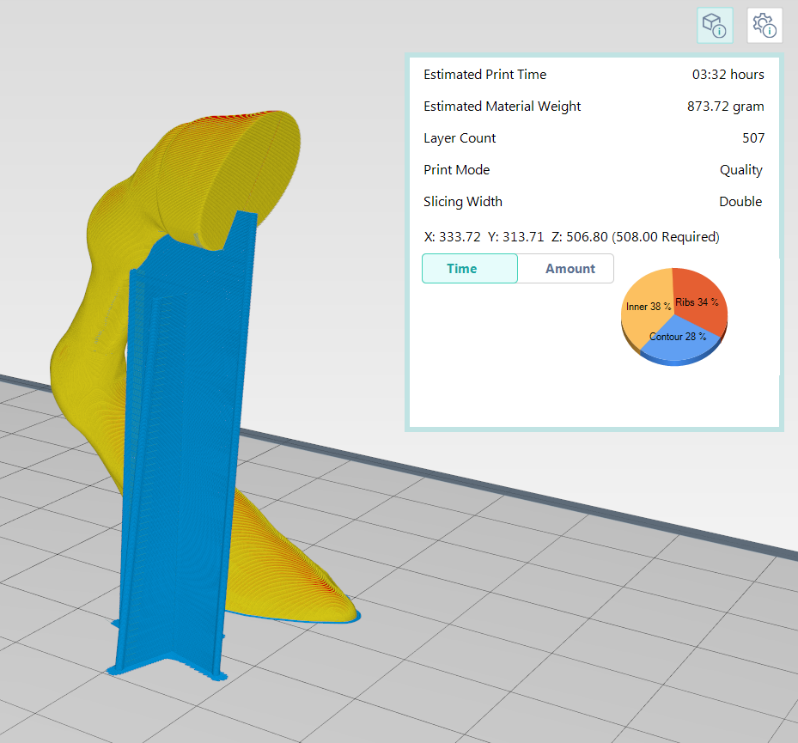 Estimated Print Time 03:32 hours
Estimated Material Weight 873.72 gram
Layer Count 507
Print Mode Quality
Slicing Width Double
X: 333.72 Y: 313.71 Z: 506.80 (508.00 Required)
Time Amount
Inner 38 % Ribs 34 %
Contour 28 %